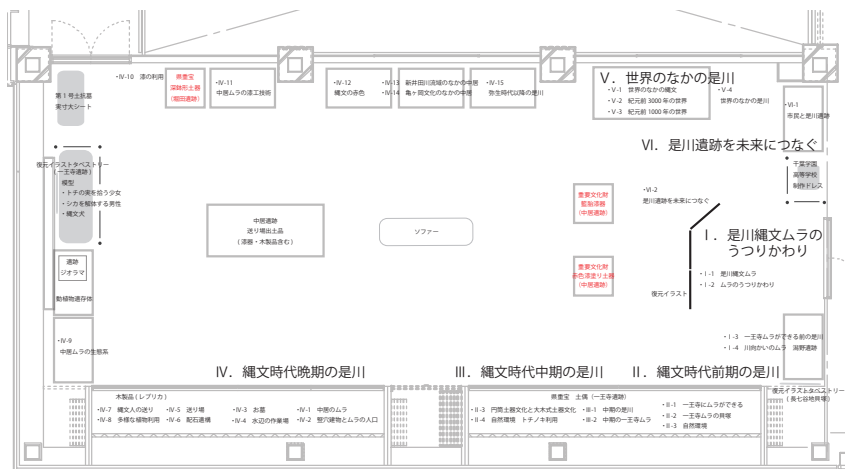 ・Ⅳ-10　漆の利用
県重宝
深鉢形土器
（堀田遺跡）
・Ⅳ-11
中居ムラの漆工技術
・Ⅳ-12
縄文の赤色
・Ⅳ-13　新井田川流域のなかの中居
・Ⅳ-14　亀ヶ岡文化のなかの中居
・Ⅳ-15
弥生時代以降の是川
Ⅴ．世界のなかの是川
・Ⅴ-1　世界のなかの縄文
・Ⅴ-2　紀元前 3000 年の世界
・Ⅴ-3　紀元前 1000 年の世界
・Ⅴ-4
世界のなかの是川
・Ⅵ-1
市民と是川遺跡
第 1 号土坑墓
実寸大シート
Ⅵ．是川遺跡を未来につなぐ
復元イラストタペストリー
（一王寺遺跡）
模型
・トチの実を拾う少女
・シカを解体する男性
・縄文犬
千葉学園
高等学校
制作ドレス
重要文化財
籃胎漆器
（中居遺跡）
・Ⅵ-2
是川遺跡を未来につなぐ
中居遺跡
送り場出土品
（漆器・木製品含む）
ソファー
Ⅰ．是川縄文ムラの
うつりかわり
重要文化財
赤色漆塗り土器
（中居遺跡）
・Ⅰ-1　是川縄文ムラ
・Ⅰ-2　ムラのうつりかわり
復元イラスト
遺跡
ジオラマ
動植物遺存体
・Ⅳ-9
中居ムラの生態系
・Ⅰ-3　一王寺ムラができる前の是川
・Ⅰ-4　川向かいのムラ　潟野遺跡
Ⅳ．縄文時代晩期の是川
Ⅲ．縄文時代中期の是川
Ⅱ．縄文時代前期の是川
復元イラストタペストリー
（長七谷地貝塚）
木製品（レプリカ）
・Ⅳ-7　縄文人の送り
・Ⅳ-8　多様な植物利用
・Ⅳ-5　送り場
・Ⅳ-6　配石遺構
・Ⅳ-3　お墓
・Ⅳ-4　水辺の作業場
・Ⅳ-1　中居のムラ
・Ⅳ-2　竪穴建物とムラの人口
県重宝　土偶（一王寺遺跡）
・Ⅱ-3　円筒土器文化と大木式土器文化
・Ⅱ-4　自然環境　トチノキ利用
・Ⅲ-1　中期の是川
・Ⅲ-2　中期の一王寺ムラ
・Ⅱ-1　一王寺にムラができる
・Ⅱ-2　一王寺ムラの貝塚
・Ⅱ-3　自然環境